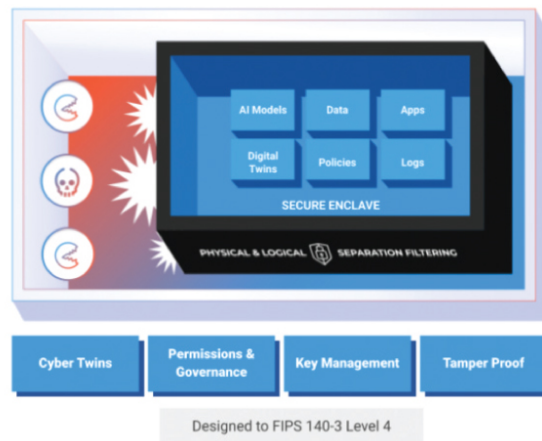 AI Models
Data
Apps
Digital
Twins
Policies
Logs
SECURE ENCLAVE
PHYSICAL & LOGICAL SEPARATION FILTERING
Cyber Twins
Permissions &
Governance
Key Management
Tamper Proof
Designed to FIPS 140-3 Level 4